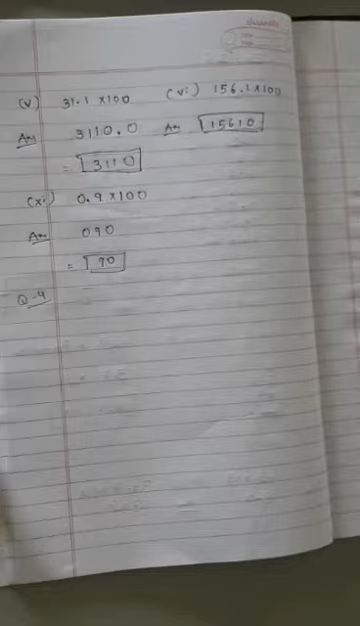 (v) 31.1 x100 (vi) 156.1x100
Ans 3110.0 Ans 15610
= 3110
(xi) 0.9 x100
Ans 090
= 90
Q-4